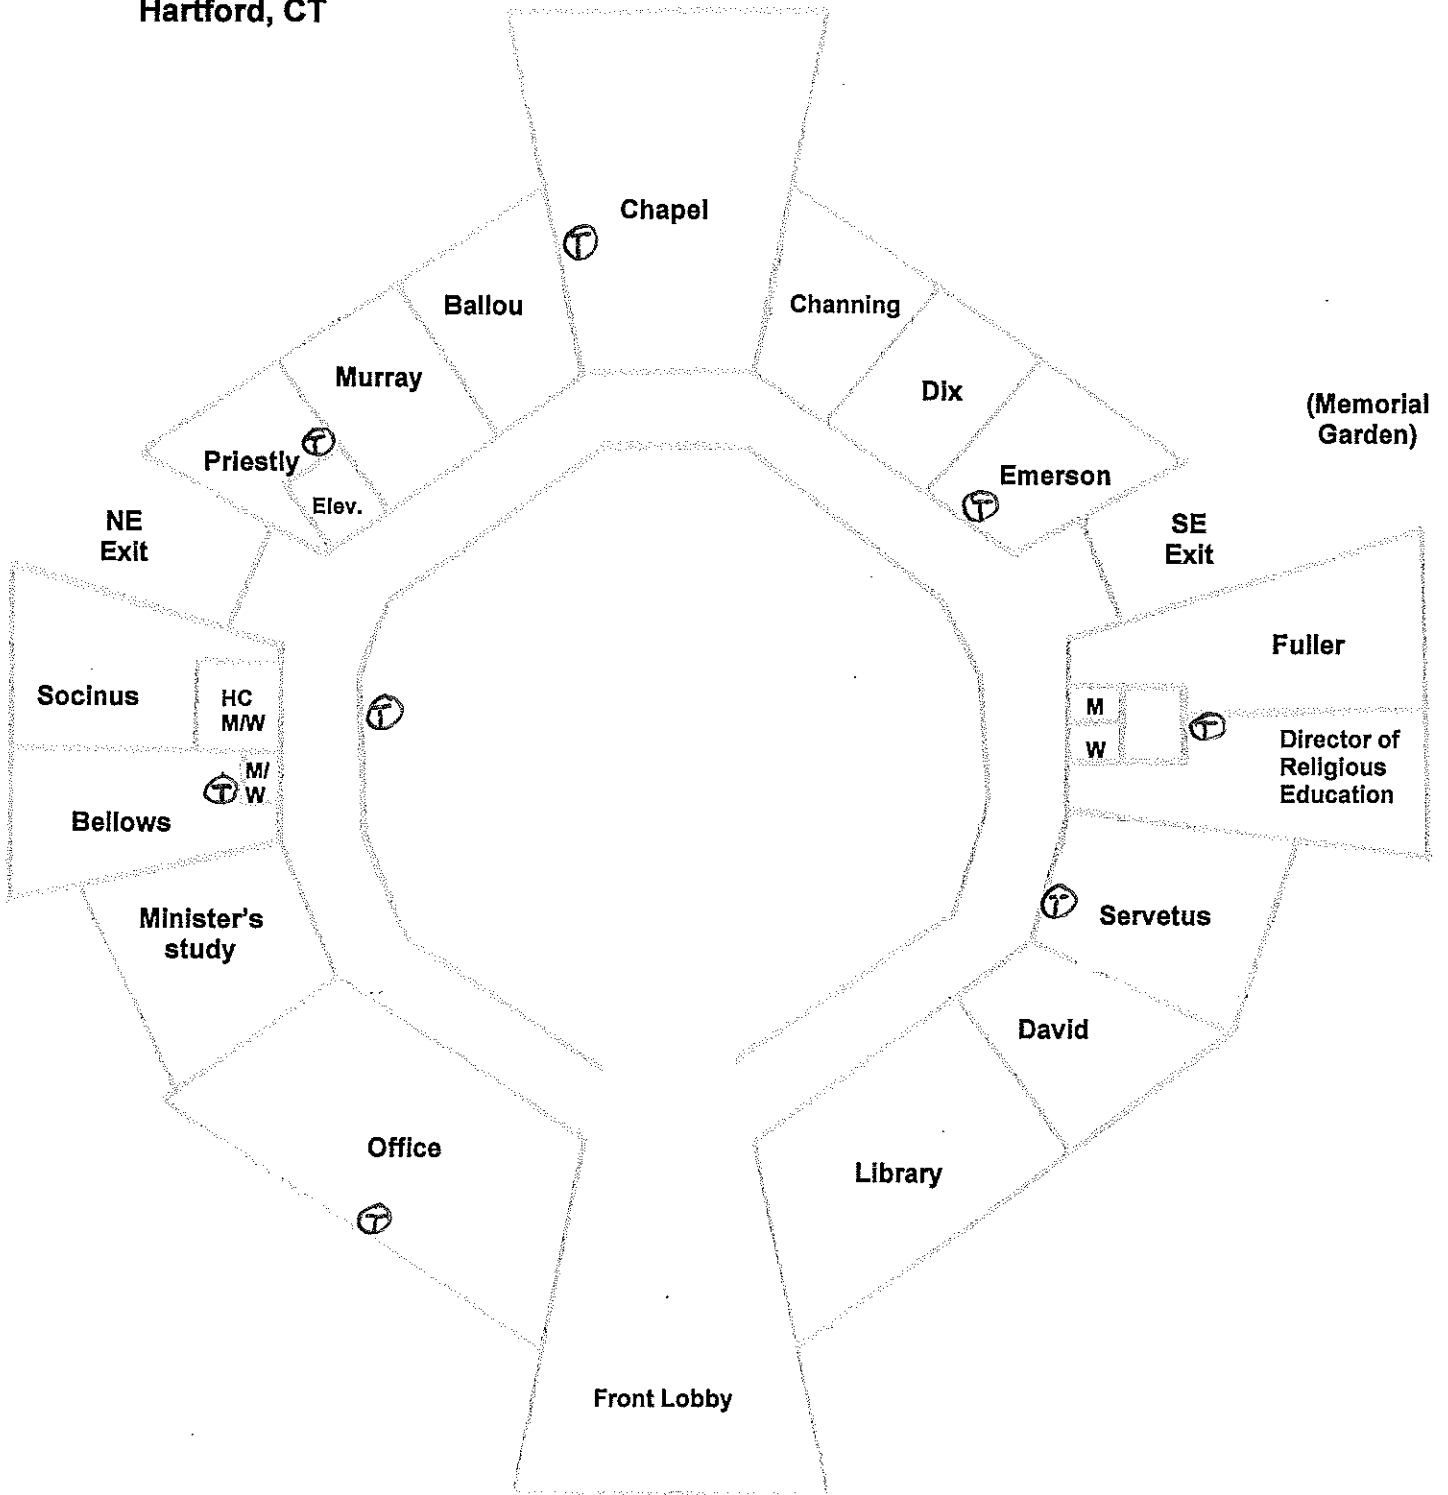 Hartford, CT
Chapel
T
Ballou
Channing
Murray
Dix
(Memorial
Garden)
T
Priestly
Emerson
Elev.
T
NE
Exit
SE
Exit
Fuller
Socinus
HC
M/W
T
M
T
W
Director of
Religious
Education
M/
W
T
Bellows
T
Servetus
Minister's
study
David
Office
Library
T
Front Lobby